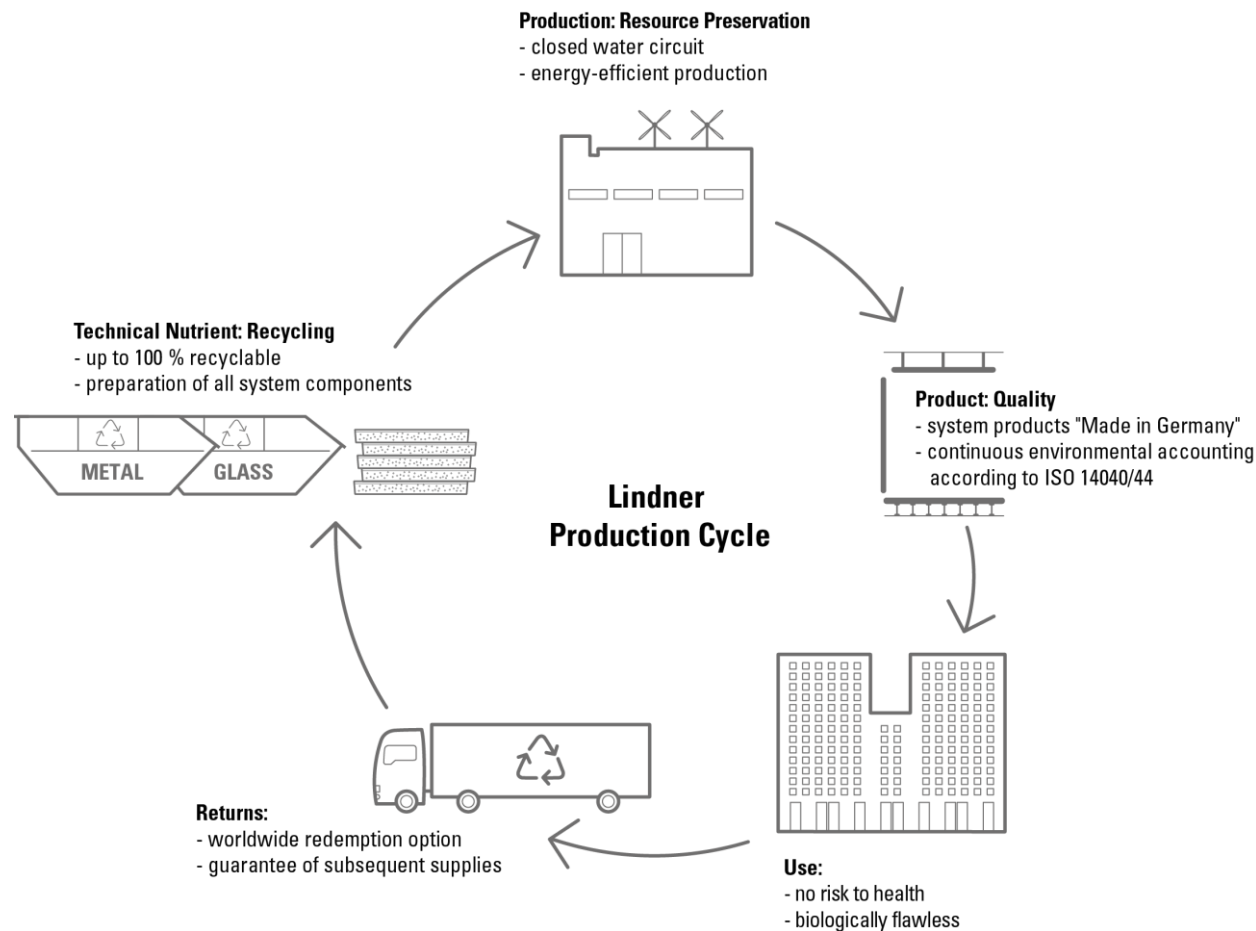 Production: Resource Preservation
- closed water circuit
- energy-efficient production
Technical Nutrient: Recycling
- up to 100 % recyclable
- preparation of all system components
METAL
GLASS
Product: Quality
- system products "Made in Germany"
- continuous environmental accounting
according to ISO 14040/44
Lindner
Production Cycle
Returns:
- worldwide redemption option
- guarantee of subsequent supplies
Use:
- no risk to health
- biologically flawless